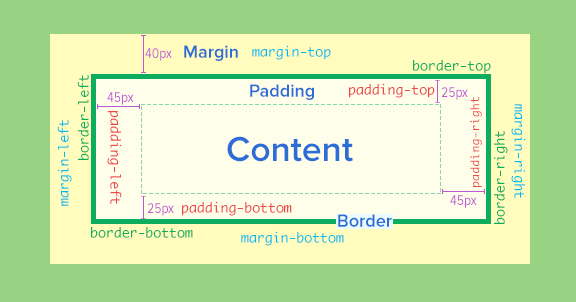 40px Margin margin-top
border-top
Padding padding-top 25px
45px
border-left
margin-left
padding-left
Content
padding-right
margin-right
border-right
45px
25px padding-bottom
Border
border-bottom
margin-bottom